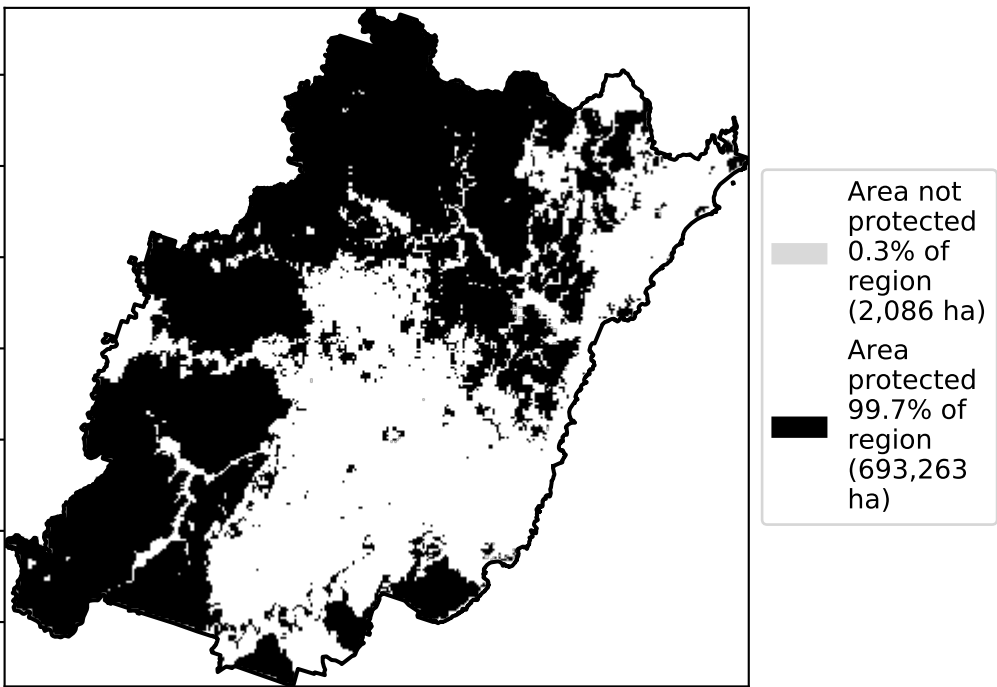 Area not
protected
0.3% of
region
(2,086 ha)
Area
protected
99.7% of
region
(693,263
ha)